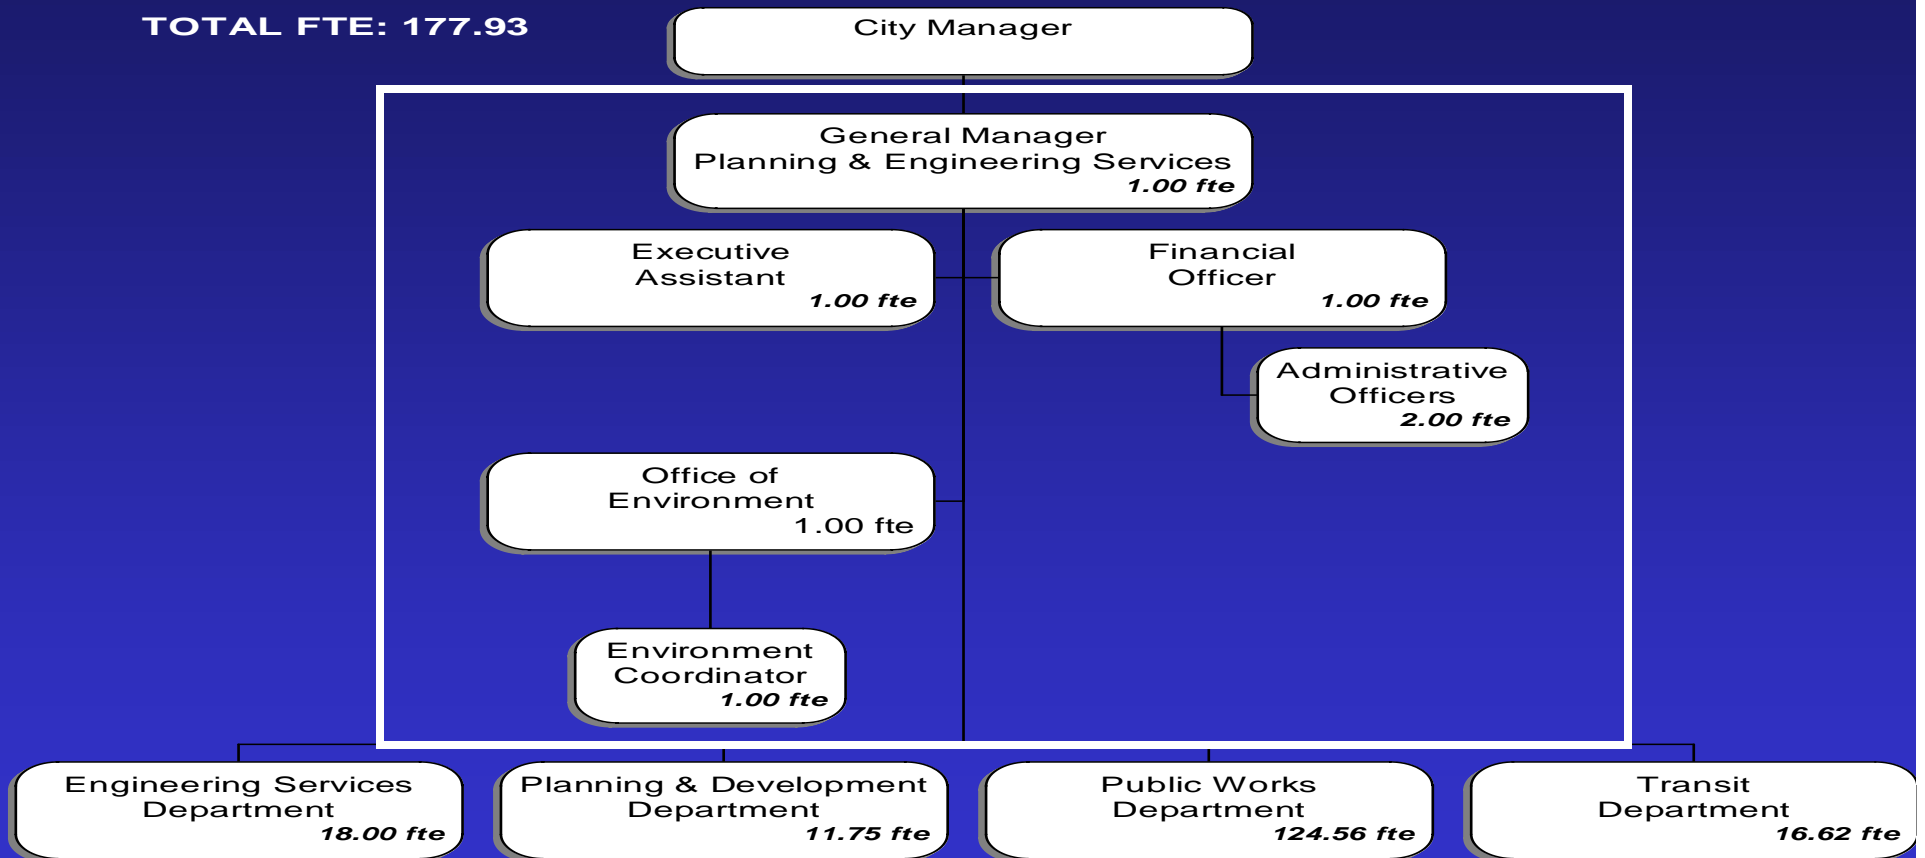 TOTAL FTE: 177.93
City Manager
General Manager
Planning & Engineering Services
1.00 fte
Executive
Assistant
1.00 fte
Financial
Officer
1.00 fte
Administrative
Officers
2.00 fte
Office of
Environment
1.00 fte
Environment
Coordinator
1.00 fte
Engineering Services
Department
18.00 fte
Planning & Development
Department
11.75 fte
Public Works
Department
124.56 fte
Transit
Department
16.62 fte